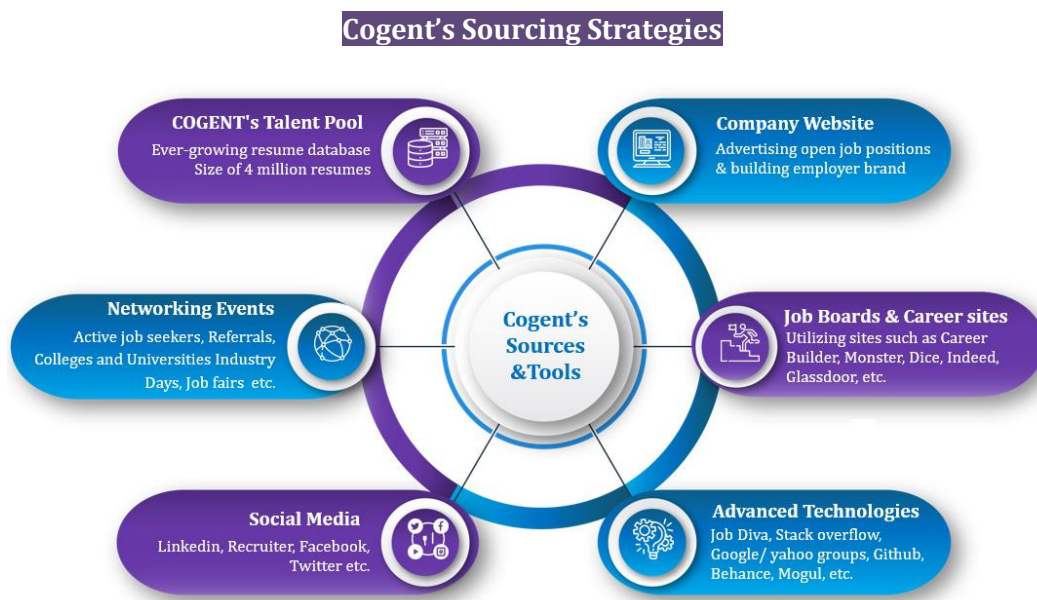 Cogent's Sourcing Strategies
COGENT's Talent Pool
Ever-growing resume database
Size of 4 million resumes
Company Website
Advertising open job positions
& building employer brand
Networking Events
Active job seekers, Referrals,
Colleges and Universities Industry
Days, Job fairs etc.
Cogent's
Sources
&Tools
Job Boards & Career sites
Utilizing sites such as Career
Builder, Monster, Dice, Indeed,
Glassdoor, etc.
Social Media
Linkedin, Recruiter, Facebook,
Twitter etc.
Advanced Technologies
Job Diva, Stack overflow,
Google/ yahoo groups, Github,
Behance, Mogul, etc.